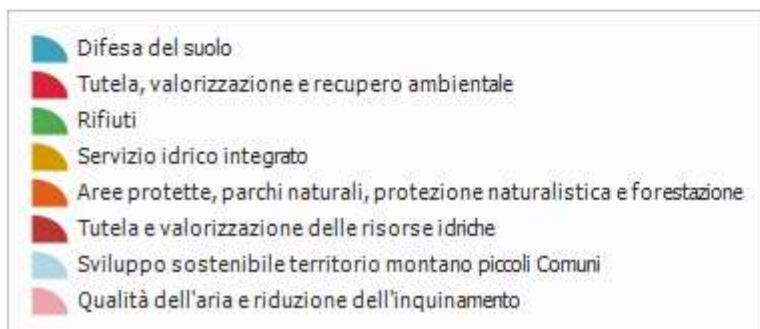 Difesa del suolo
Tutela, valorizzazione e recupero ambientale
Rifiuti
Servizio idrico integrato
Aree protette, parchi naturali, protezione naturalistica e forestazione
Tutela e valorizzazione delle risorse idriche
Sviluppo sostenibile territorio montano piccoli Comuni
Qualità dell'aria e riduzione dell'inquinamento